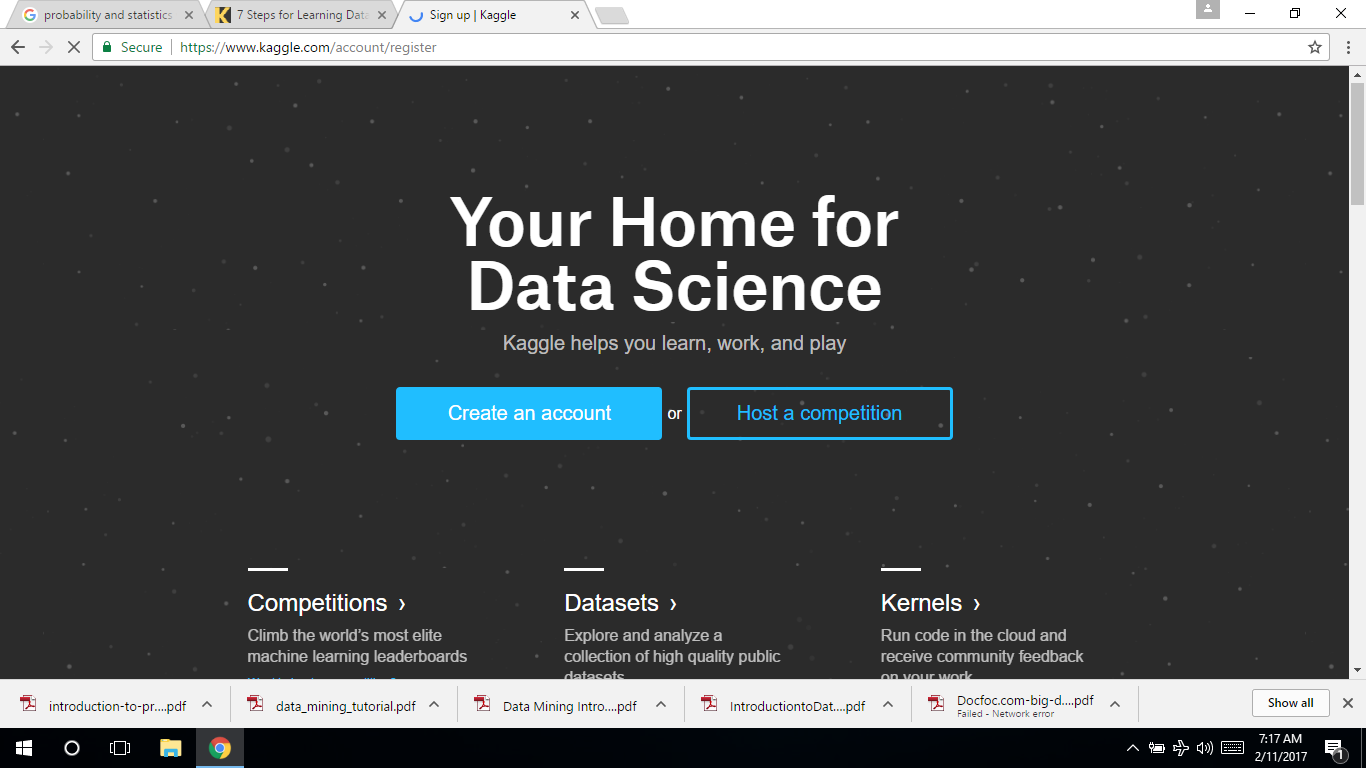 probability and statistics
7 Steps for Learning Data
Sign up | Kaggle
Secure
https://www.kaggle.com/account/register
Your Home for
Data Science
Kaggle helps you learn, work, and play
Create an account or Host a competition
Competitions ›
Climb the world's most elite
machine learning leaderboards
Datasets ›
Explore and analyze a
collection of high quality public
datasets
Kernels ›
Run code in the cloud and
receive community feedback
on your work
introduction-to-pr....pdf
data_mining_tutorial.pdf
Data Mining Intro....pdf
IntroductiontoDat....pdf
Docfoc.com-big-d....pdf
Failed - Network error
Show all
7:17 AM
2/11/2017
1